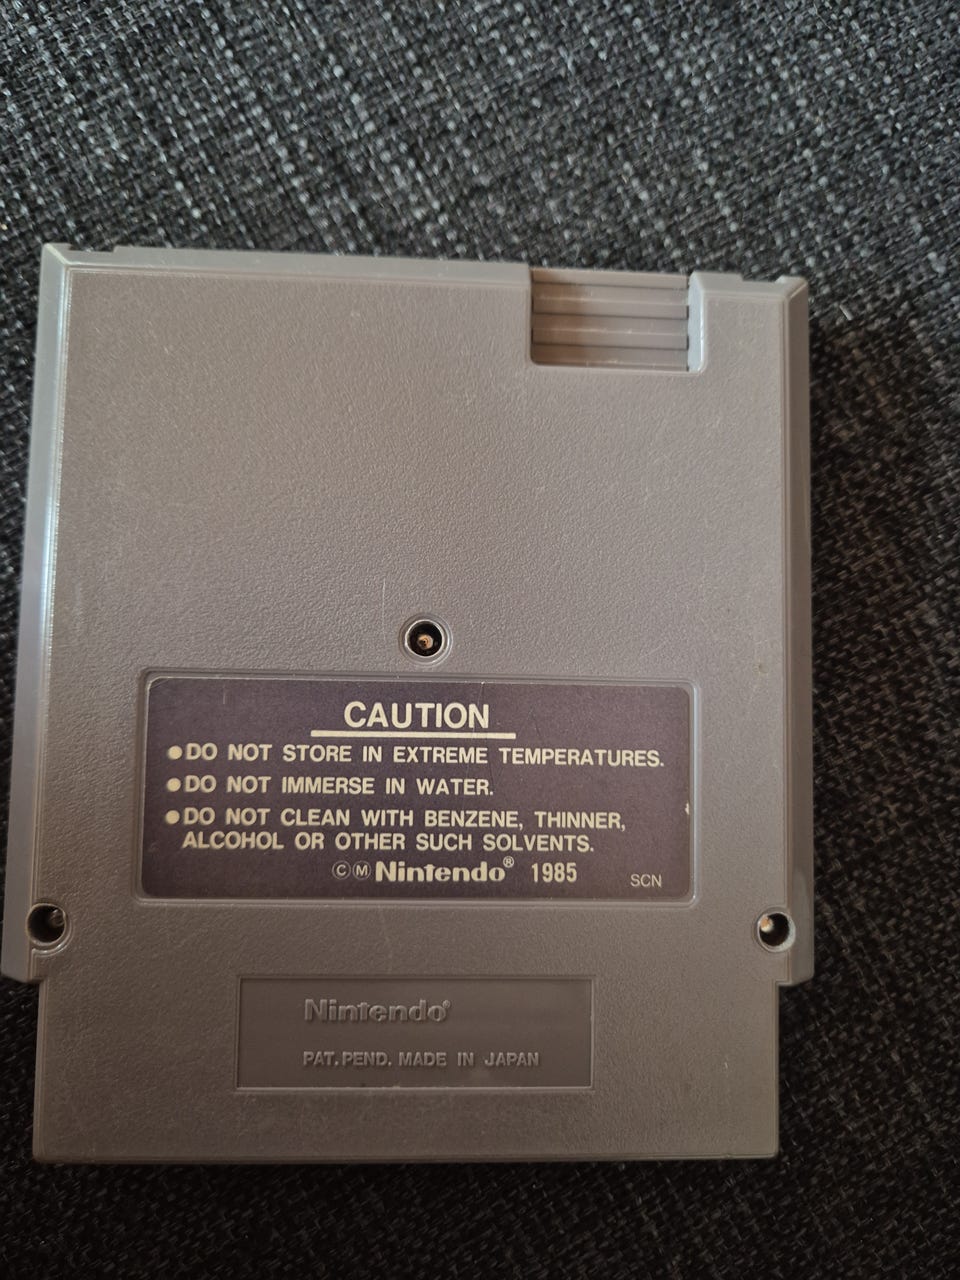 CAUTION
●DO NOT STORE IN EXTREME TEMPERATURES.
●DO NOT IMMERSE IN WATER.
●DO NOT CLEAN WITH BENZENE, THINNER,
ALCOHOL OR OTHER SUCH SOLVENTS.
ⒸⓂNintendo® 1985 SCN
Nintendo®
PAT. PEND. MADE IN JAPAN